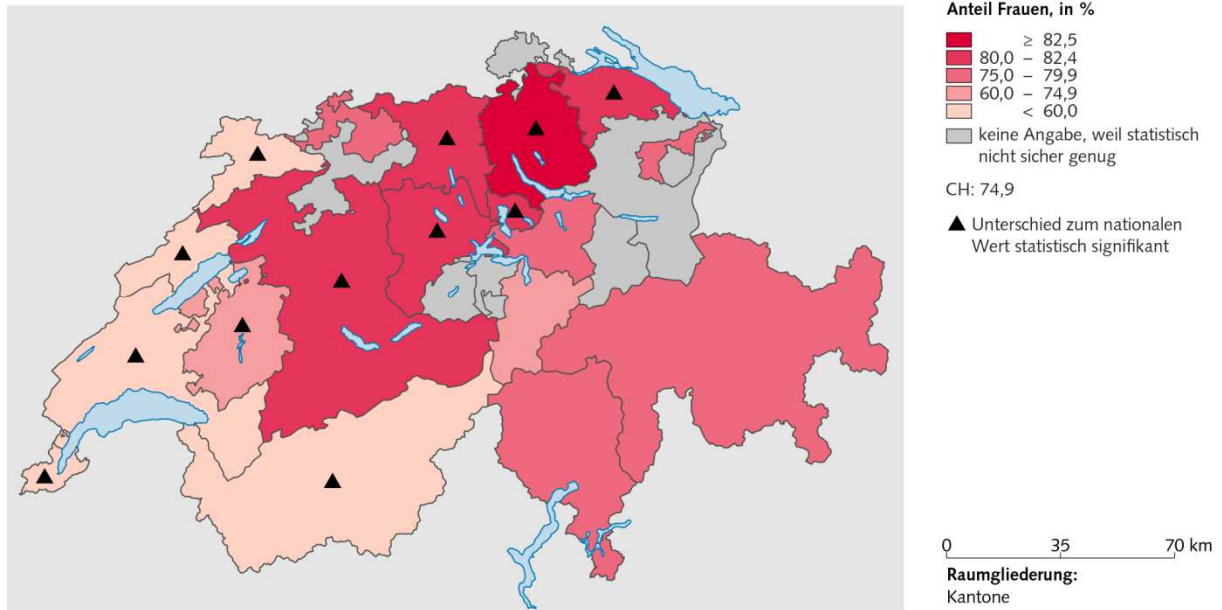 Anteil Frauen, in %
≥ 82,5
80,0 – 82,4
75,0 – 79,9
60,0 – 74,9
< 60,0
keine Angabe, weil statistisch
nicht sicher genug
CH: 74,9
Unterschied zum nationalen
Wert statistisch signifikant
0 35 70 km
Raumgliederung:
Kantone